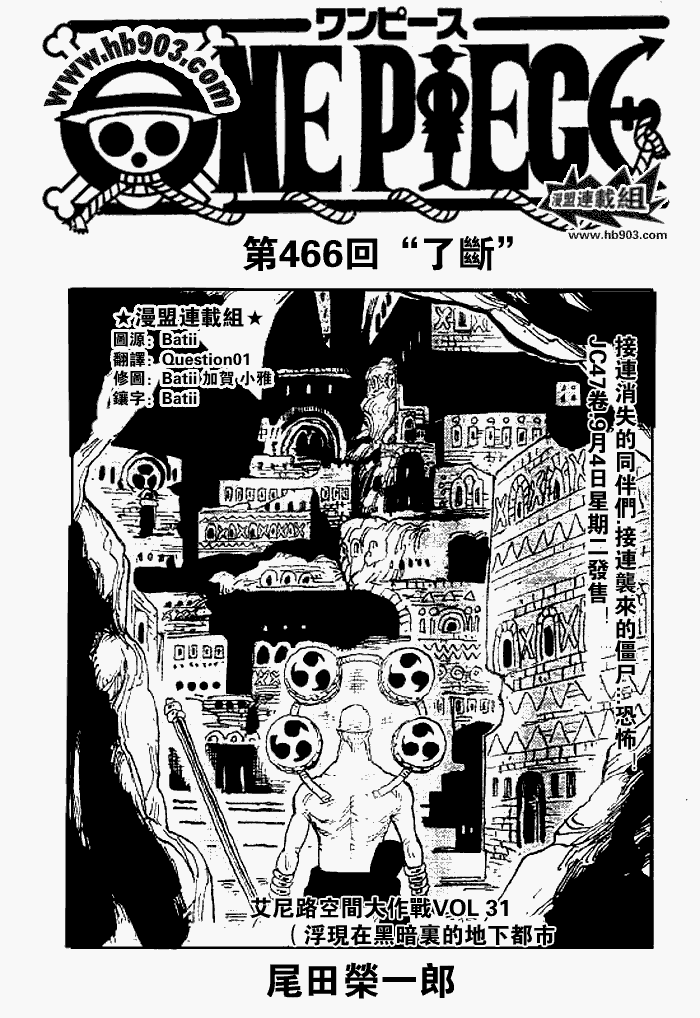 ワンピース
www.hb903.com
ONE PIECE
漫盟連載組
www.hb903.com
第466回 “了斷”
★漫盟連載組★
圖源：Batii
翻譯：Question01
修圖：Batii 加賀 小雅
鑲字：Batii
接連消失的同伴們 接連襲來的僵尸…恐怖！
JC47卷9月4日星期二發售
艾尼路空間大作戰VOL 31
（浮現在黑暗裏的地下都市
尾田榮一郎